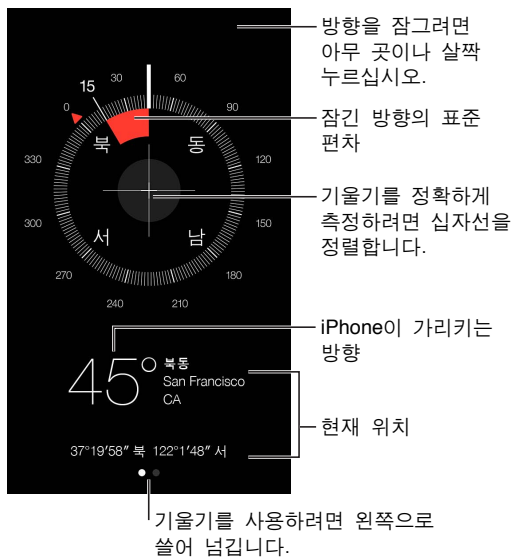 방향을 잠그려면
아무 곳이나 살짝
누르십시오.
잠긴 방향의 표준
편차
기울기를 정확하게
측정하려면 십자선을
정렬합니다.
iPhone이 가리키는
방향
현재 위치
15
30
60
0
90
북
동
330
120
300
150
서
남
270
180
240
210
45° 북동
San Francisco
CA
37°19′58″ 북 122°1′48″ 서
기울기를 사용하려면 왼쪽으로
쓸어 넘깁니다.